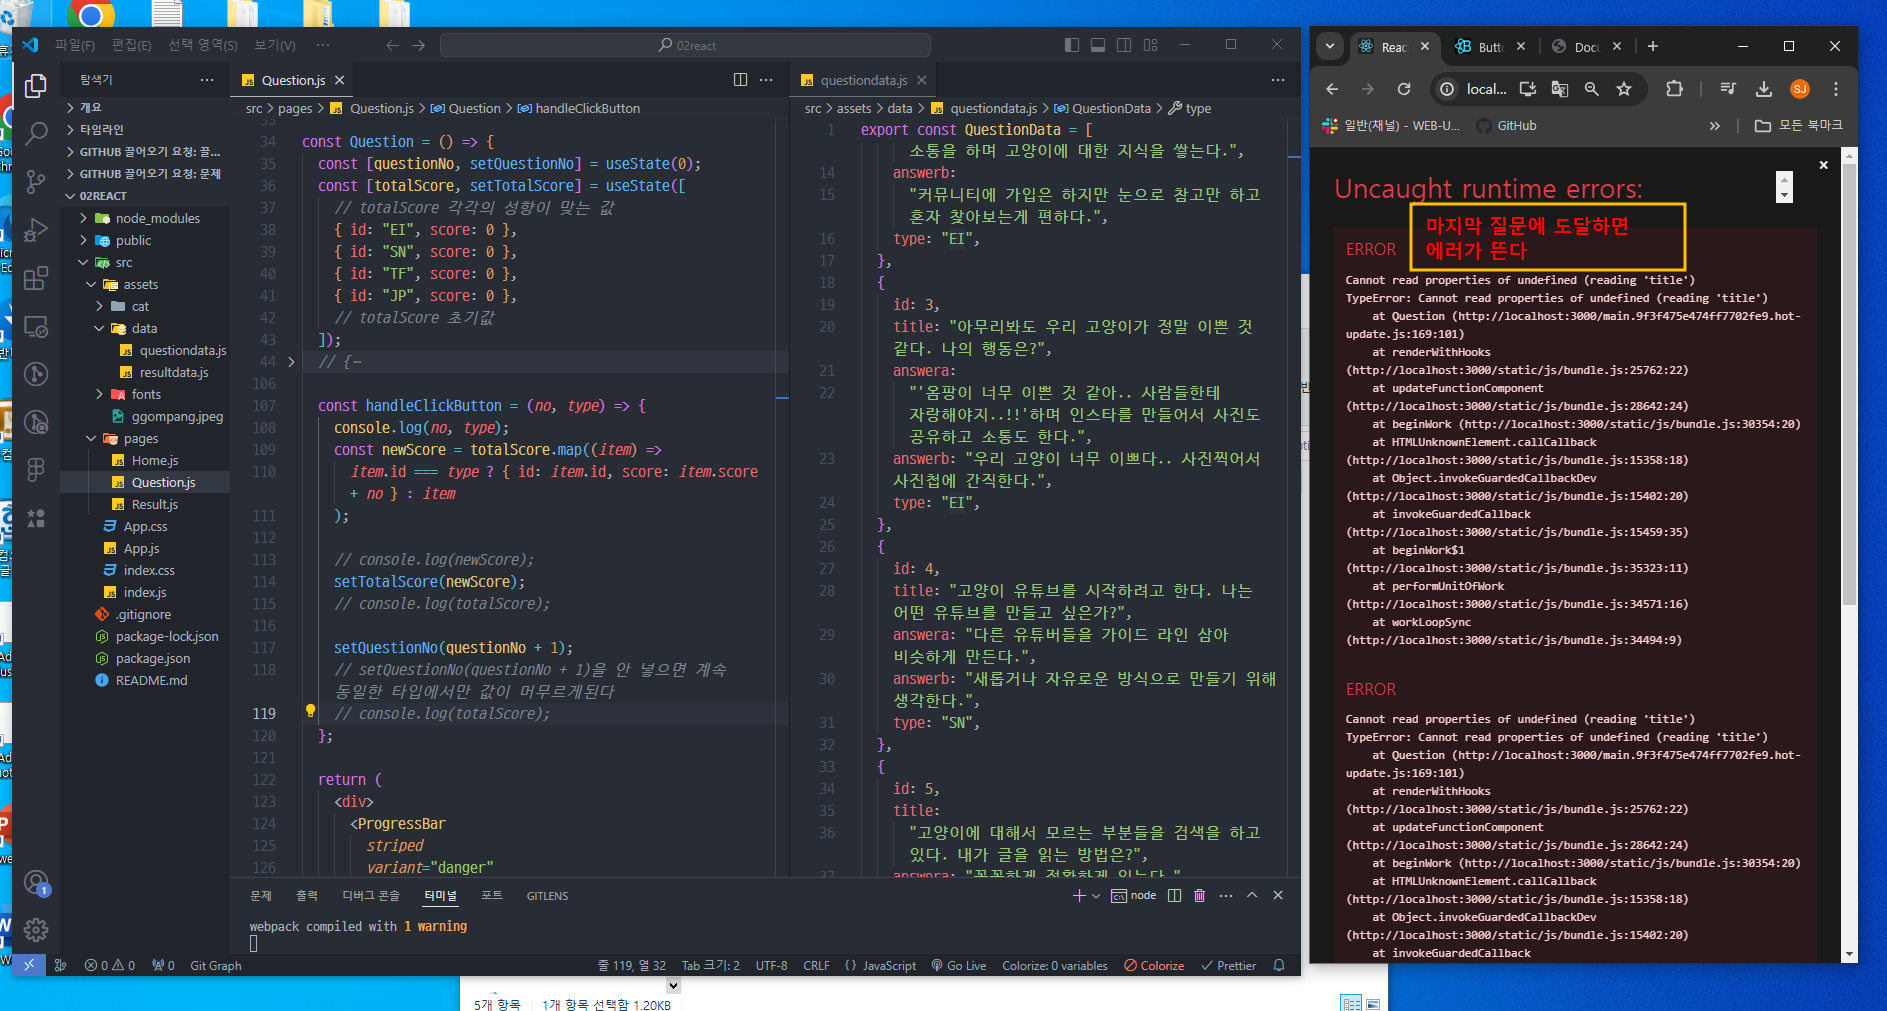 파일(F) 편집(E) 선택 영역(S) 보기(V) ···
02react
탐색기
개요
타임라인
GITHUB 끌어오기 요청: 끌...
GITHUB 끌어오기 요청: 문제
02REACT
node_modules
public
src
assets
cat
data
questiondata.js
resultdata.js
fonts
ggompang.jpeg
pages
Home.js
Question.js
Result.js
App.css
App.js
index.css
index.js
.gitignore
package-lock.json
package.json
README.md
1
Question.js
src > pages > Question.js > Question > handleClickButton
33
34 const Question = () => {
35 const [questionNo, setQuestionNo] = useState(0);
36 const [totalScore, setTotalScore] = useState([
37 // totalScore 각각의 성향이 맞는 값
38 { id: "EI", score: 0 },
39 { id: "SN", score: 0 },
40 { id: "TF", score: 0 },
41 { id: "JP", score: 0 },
42 // totalScore 초기값
43 ]);
44 // {···
106
107 const handleClickButton = (no, type) => {
108 console.log(no, type);
109 const newScore = totalScore.map((item) =>
110 item.id === type ? { id: item.id, score: item.score
+ no } : item
111 );
112
113 // console.log(newScore);
114 setTotalScore(newScore);
115 // console.log(totalScore);
116
117 setQuestionNo(questionNo + 1);
118 // setQuestionNo(questionNo + 1)을 안 넣으면 계속
동일한 타입에서만 값이 머무르게된다
119 // console.log(totalScore);
120 };
121
122 return (
123 <div>
124 <ProgressBar
125 striped
126 variant="danger"
questiondata.js
src > assets > data > questiondata.js > QuestionData > type
1 export const QuestionData = [
소통을 하며 고양이에 대한 지식을 쌓는다.",
14 answerb:
15 "커뮤니티에 가입은 하지만 눈으로 참고만 하고
혼자 찾아보는게 편하다.",
16 type: "EI",
17 },
18 {
19 id: 3,
20 title: "아무리봐도 우리 고양이가 정말 이쁜 것
같다. 나의 행동은?",
21 answera:
22 "'옴팡이 너무 이쁜 것 같아.. 사람들한테
자랑해야지..!!'하며 인스타를 만들어서 사진도
공유하고 소통도 한다.",
23 answerb: "우리 고양이 너무 이쁘다.. 사진찍어서
사진첩에 간직한다.",
24 type: "EI",
25 },
26 {
27 id: 4,
28 title: "고양이 유튜브를 시작하려고 한다. 나는
어떤 유튜브를 만들고 싶은가?",
29 answera: "다른 유튜버들을 가이드 라인 삼아
비슷하게 만든다.",
30 answerb: "새롭거나 자유로운 방식으로 만들기 위해
생각한다.",
31 type: "SN",
32 },
33 {
34 id: 5,
35 title:
36 "고양이에 대해서 모르는 부분들을 검색을 하고
있다. 내가 글을 읽는 방법은?",
37 answera: "꼼꼼하게 정확하게 읽는다.",
문제 출력 디버그 콘솔 터미널 포트 GITLENS
node
webpack compiled with 1 warning
0 0 0 Git Graph
줄 119, 열 32 Tab 크기: 2 UTF-8 CRLF {} JavaScript Go Live Colorize: 0 variables Colorize Prettier
5개 항목 1개 항목 선택함 1.20KB
Reac Butt Docu
local...
SJ
일반(채널) - WEB-U... GitHub » 모든 북마크
Uncaught runtime errors:
마지막 질문에 도달하면
에러가 뜬다
ERROR
Cannot read properties of undefined (reading 'title')
TypeError: Cannot read properties of undefined (reading 'title')
at Question (http://localhost:3000/main.9f3f475e474ff7702fe9.hot-
update.js:169:101)
at renderWithHooks
(http://localhost:3000/static/js/bundle.js:25762:22)
at updateFunctionComponent
(http://localhost:3000/static/js/bundle.js:28642:24)
at beginWork (http://localhost:3000/static/js/bundle.js:30354:20)
at HTMLUnknownElement.callCallback
(http://localhost:3000/static/js/bundle.js:15358:18)
at Object.invokeGuardedCallbackDev
(http://localhost:3000/static/js/bundle.js:15402:20)
at invokeGuardedCallback
(http://localhost:3000/static/js/bundle.js:15459:35)
at beginWork$1
(http://localhost:3000/static/js/bundle.js:35323:11)
at performUnitOfWork
(http://localhost:3000/static/js/bundle.js:34571:16)
at workLoopSync
(http://localhost:3000/static/js/bundle.js:34494:9)
ERROR
Cannot read properties of undefined (reading 'title')
TypeError: Cannot read properties of undefined (reading 'title')
at Question (http://localhost:3000/main.9f3f475e474ff7702fe9.hot-
update.js:169:101)
at renderWithHooks
(http://localhost:3000/static/js/bundle.js:25762:22)
at updateFunctionComponent
(http://localhost:3000/static/js/bundle.js:28642:24)
at beginWork (http://localhost:3000/static/js/bundle.js:30354:20)
at HTMLUnknownElement.callCallback
(http://localhost:3000/static/js/bundle.js:15358:18)
at Object.invokeGuardedCallbackDev
(http://localhost:3000/static/js/bundle.js:15402:20)
at invokeGuardedCallback